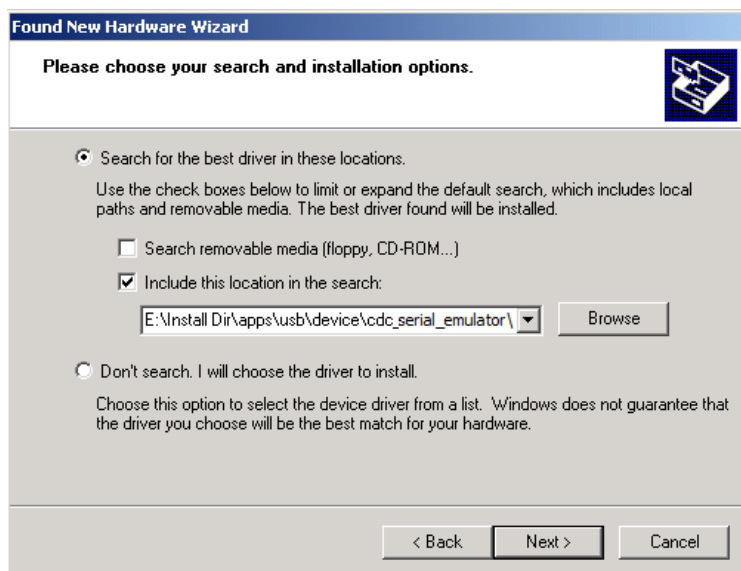 Found New Hardware Wizard
Please choose your search and installation options.
Search for the best driver in these locations.
Use the check boxes below to limit or expand the default search, which includes local
paths and removable media. The best driver found will be installed.
Search removable media (floppy, CD-ROM...)
Include this location in the search:
E:\Install Dir\apps\usb\device\cdc_serial_emulator\
Browse
Don't search. I will choose the driver to install.
Choose this option to select the device driver from a list.  Windows does not guarantee that
the driver you choose will be the best match for your hardware.
< Back
Next >
Cancel